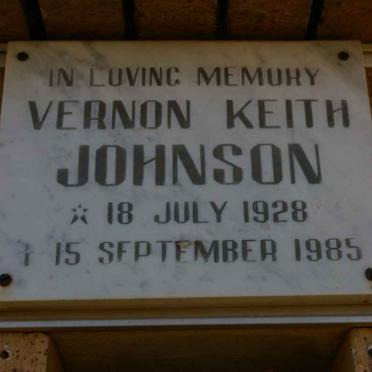 IN LOVING MEMORY
VERNON KEITH
JOHNSON
☆ 18 JULY 1928
† 15 SEPTEMBER 1985